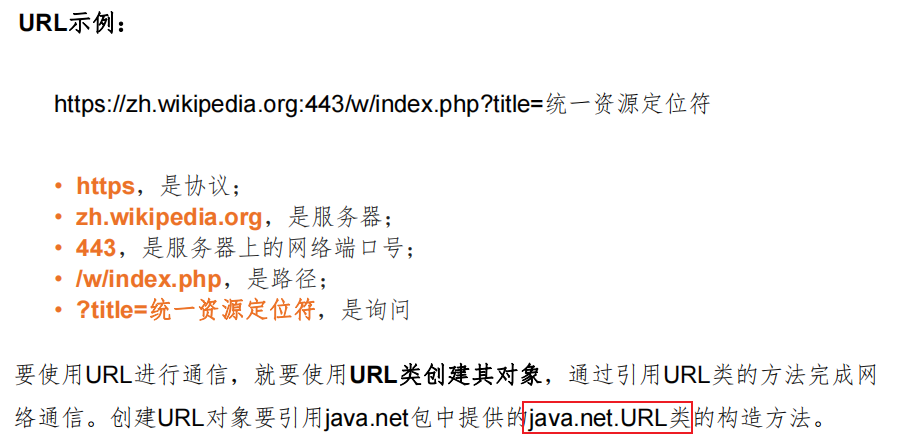 URL示例：
https://zh.wikipedia.org:443/w/index.php?title=统一资源定位符
• https，是协议；
• zh.wikipedia.org，是服务器；
• 443，是服务器上的网络端口号；
• /w/index.php，是路径；
• ?title=统一资源定位符，是询问
要使用URL进行通信，就要使用URL类创建其对象，通过引用URL类的方法完成网
络通信。创建URL对象要引用java.net包中提供的java.net.URL类的构造方法。